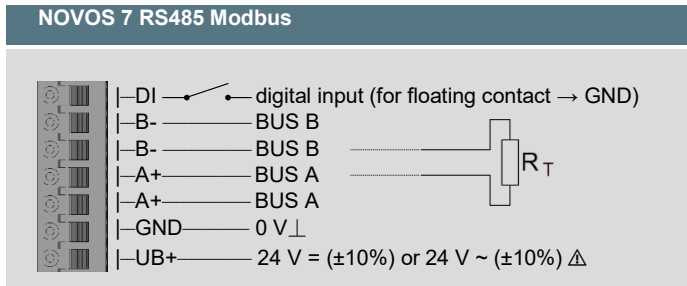 NOVOS 7 RS485 Modbus
DI digital input (for floating contact → GND)
B- BUS B
B- BUS B
A+ BUS A
A+ BUS A
GND 0 V⊥
UB+ 24 V = (±10%) or 24 V ~ (±10%) ⚠
R T